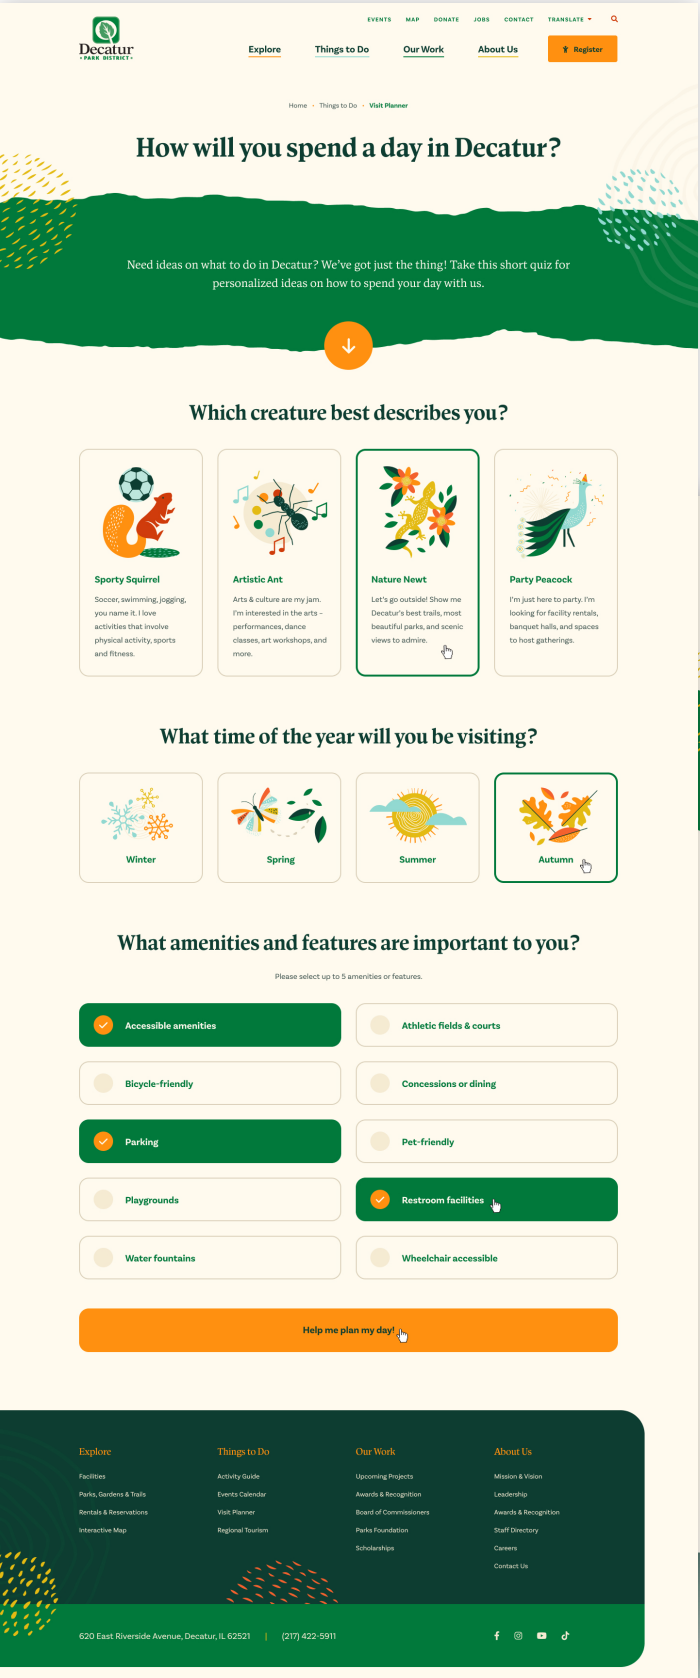 EVENTS MAP DONATE JOBS CONTACT TRANSLATE
Decatur
PARK DISTRICT
Explore Things to Do Our Work About Us Register
Home • Things to Do • Visit Planner
How will you spend a day in Decatur?
Need ideas on what to do in Decatur? We've got just the thing! Take this short quiz for
personalized ideas on how to spend your day with us.
Which creature best describes you?
Sporty Squirrel
Soccer, swimming, jogging,
you name it. I love
activities that involve
physical activity, sports
and fitness.
Artistic Ant
Arts & culture are my jam.
I'm interested in the arts –
performances, dance
classes, art workshops, and
more.
Nature Newt
Let's go outside! Show me
Decatur's best trails, most
beautiful parks, and scenic
views to admire.
Party Peacock
I'm just here to party. I'm
looking for facility rentals,
banquet halls, and spaces
to host gatherings.
What time of the year will you be visiting?
Winter Spring Summer Autumn
What amenities and features are important to you?
Please select up to 5 amenities or features.
Accessible amenities Athletic fields & courts
Bicycle-friendly Concessions or dining
Parking Pet-friendly
Playgrounds Restroom facilities
Water fountains Wheelchair accessible
Help me plan my day!
Explore
Facilities
Parks, Gardens & Trails
Rentals & Reservations
Interactive Map
Things to Do
Activity Guide
Events Calendar
Visit Planner
Regional Tourism
Our Work
Upcoming Projects
Awards & Recognition
Board of Commissioners
Parks Foundation
Scholarships
About Us
Mission & Vision
Leadership
Awards & Recognition
Staff Directory
Careers
Contact Us
620 East Riverside Avenue, Decatur, IL 62521 | (217) 422-5911